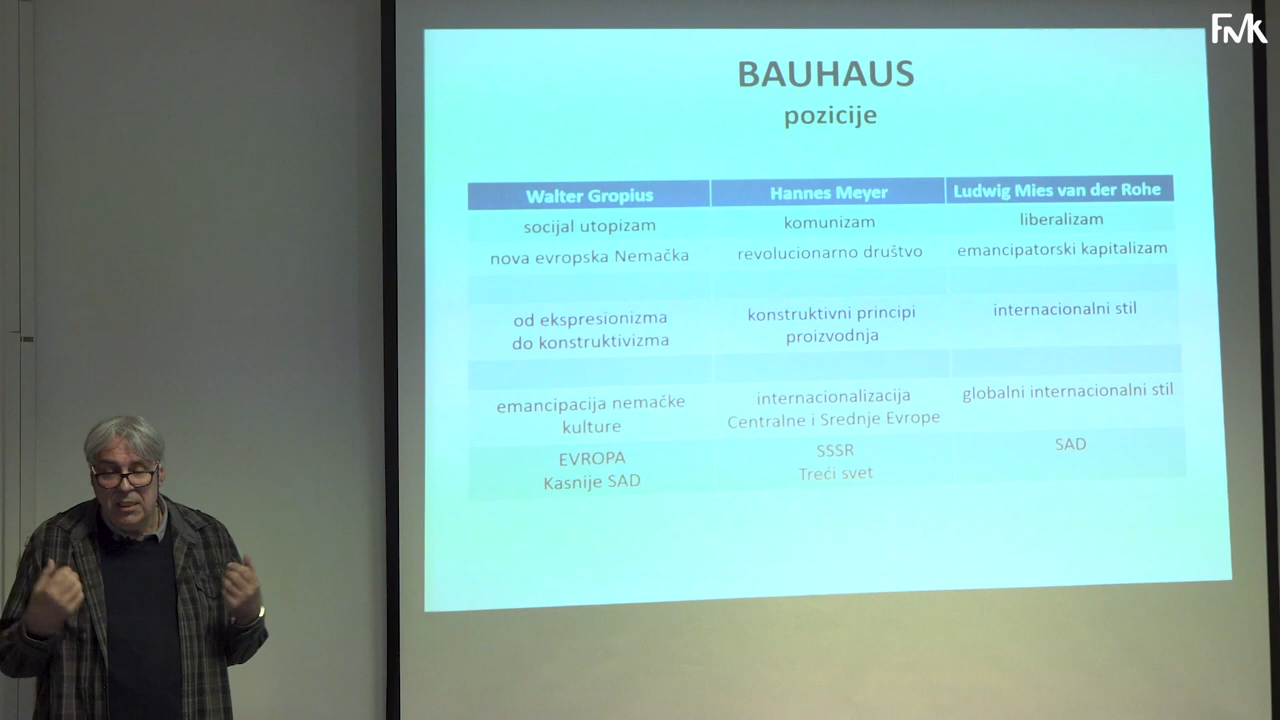 FMK
BAUHAUS
pozicije
Walter Gropius
Hannes Meyer
Ludwig Mies van der Rohe
socijal utopizam
komunizam
liberalizam
nova evropska Nemačka
revolucionarno društvo
emancipatorski kapitalizam
od ekspresionizma
do konstruktivizma
konstruktivni principi
proizvodnja
internacionalni stil
emancipacija nemačke
kulture
internacionalizacija
Centralne i Srednje Evrope
globalni internacionalni stil
EVROPA
Kasnije SAD
SSSR
Treći svet
SAD